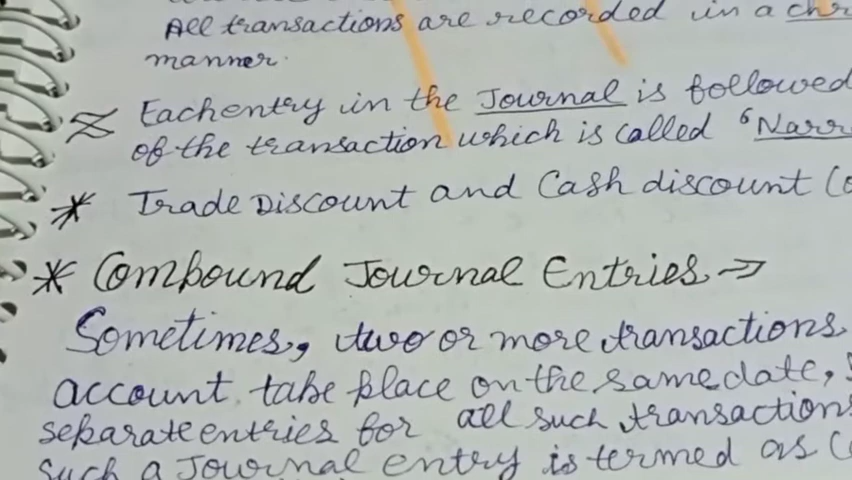 All transactions are recorded in a chr
manner.
Each entry in the Journal is followed
of the transaction which is called "Narr
* Trade Discount and Cash discount (
* Compound Journal Entries →
Sometimes, two or more transactions
account, take place on the same date,
separate entries for all such transactions
such a Journal entry is termed as (